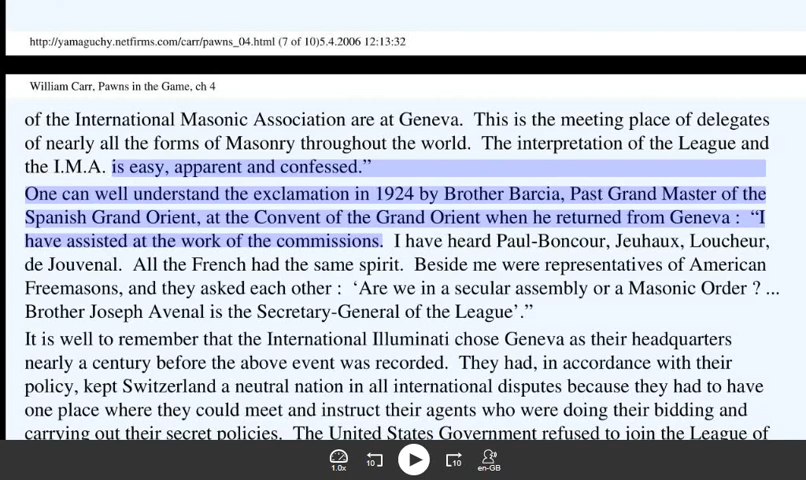 http://yamaguchy.netfirms.com/carr/pawns_04.html (7 of 10)5.4.2006 12:13:32
William Carr, Pawns in the Game, ch 4
of the International Masonic Association are at Geneva. This is the meeting place of delegates
of nearly all the forms of Masonry throughout the world. The interpretation of the League and
the I.M.A. is easy, apparent and confessed.”
One can well understand the exclamation in 1924 by Brother Barcia, Past Grand Master of the
Spanish Grand Orient, at the Convent of the Grand Orient when he returned from Geneva : “I
have assisted at the work of the commissions. I have heard Paul-Boncour, Jeuhaux, Loucheur,
de Jouvenal. All the French had the same spirit. Beside me were representatives of American
Freemasons, and they asked each other : ‘Are we in a secular assembly or a Masonic Order ? ...
Brother Joseph Avenal is the Secretary-General of the League’.”
It is well to remember that the International Illuminati chose Geneva as their headquarters
nearly a century before the above event was recorded. They had, in accordance with their
policy, kept Switzerland a neutral nation in all international disputes because they had to have
one place where they could meet and instruct their agents who were doing their bidding and
carrying out their secret policies. The United States Government refused to join the League of
1.0x
10
10
en-GB